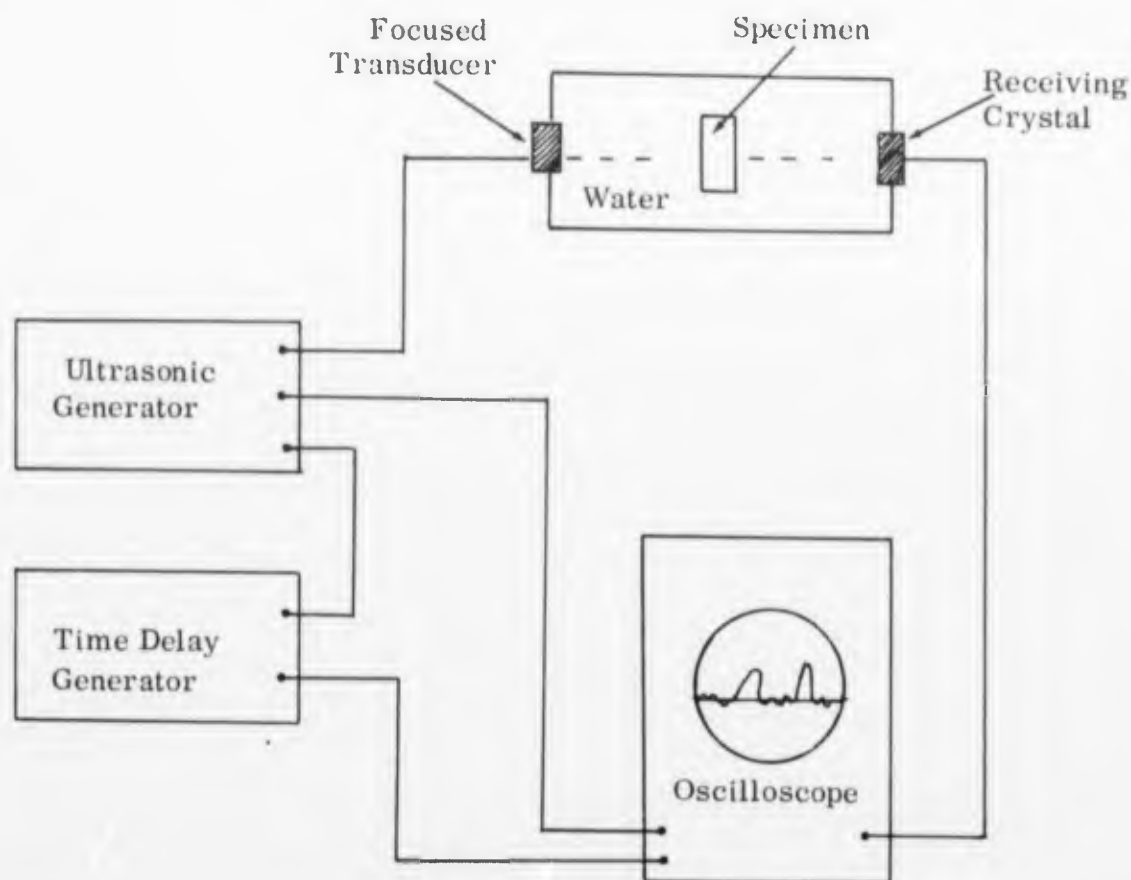 Focused
Transducer
Specimen
Receiving
Crystal
Water
Ultrasonic
Generator
Time Delay
Generator
Oscilloscope